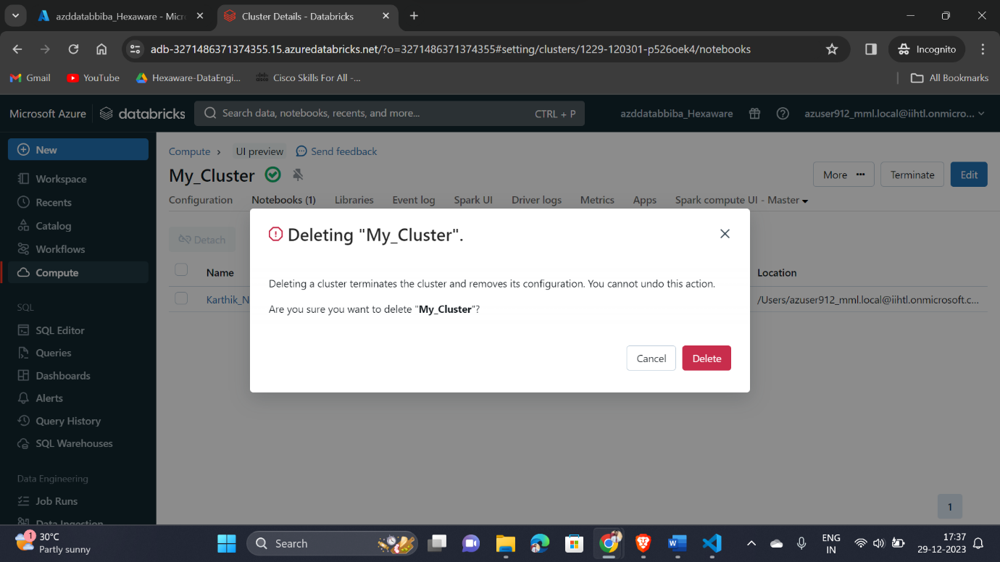 azddatabbiba_Hexaware - Micr
Cluster Details - Databricks
adb-3271486371374355.15.azuredatabricks.net/?o=3271486371374355#setting/clusters/1229-120301-p526oek4/notebooks
Incognito
Gmail
YouTube
Hexaware-DataEngi...
Cisco Skills For All -...
All Bookmarks
Microsoft Azure
databricks
Search data, notebooks, recents, and more...
CTRL + P
azddatabbiba_Hexaware
azuser912_mml.local@iihtl.onmicro...
New
Workspace
Recents
Catalog
Workflows
Compute
SQL
SQL Editor
Queries
Dashboards
Alerts
Query History
SQL Warehouses
Data Engineering
Job Runs
Data Ingestion
Compute
UI preview
Send feedback
My_Cluster
More
Terminate
Edit
Configuration
Notebooks (1)
Libraries
Event log
Spark UI
Driver logs
Metrics
Apps
Spark compute UI - Master
Detach
Name
Location
Karthik_N
/Users/azuser912_mml.local@iihtl.onmicrosoft.c...
Deleting "My_Cluster".
Deleting a cluster terminates the cluster and removes its configuration. You cannot undo this action.
Are you sure you want to delete "My_Cluster"?
Cancel
Delete
1
1
30°C
Partly sunny
Search
ENG
IN
17:37
29-12-2023